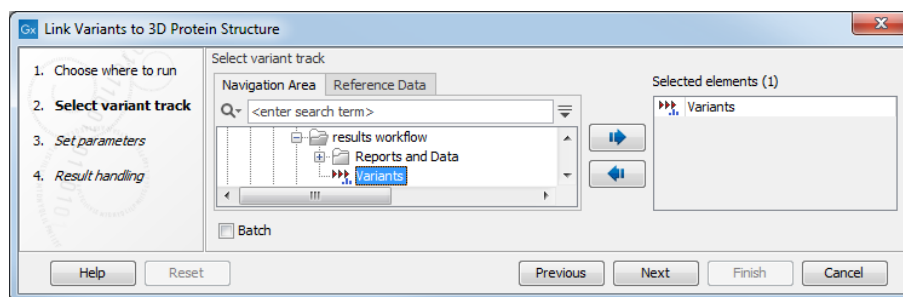 Gx Link Variants to 3D Protein Structure
X
1. Choose where to run
2. Select variant track
3. Set parameters
4. Result handling
Select variant track
Navigation Area Reference Data
<enter search term>
results workflow
Reports and Data
Variants
Batch
Selected elements (1)
Variants
Help Reset Previous Next Finish Cancel